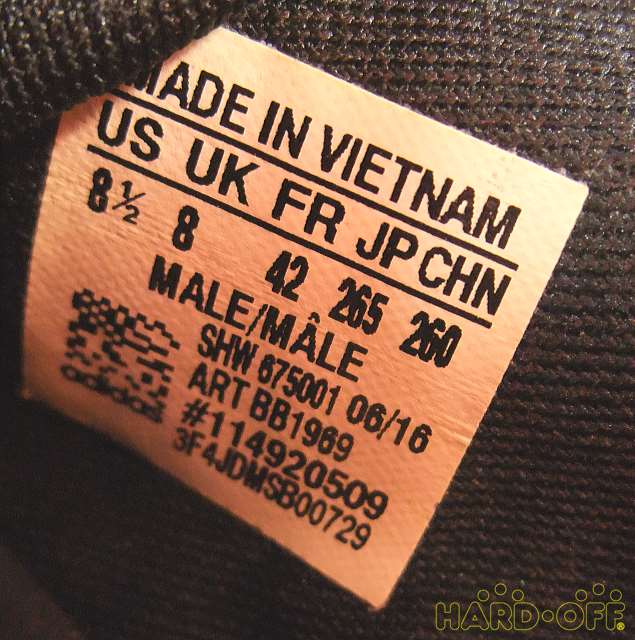 MADE IN VIETNAM
US UK FR JP CHN
8½ 8 42 265 260
MALE/MÂLE
SHW 675001 06/16
ART BB1969
#114920509
3F4JDMSB00729
adidas
HARD・OFF®